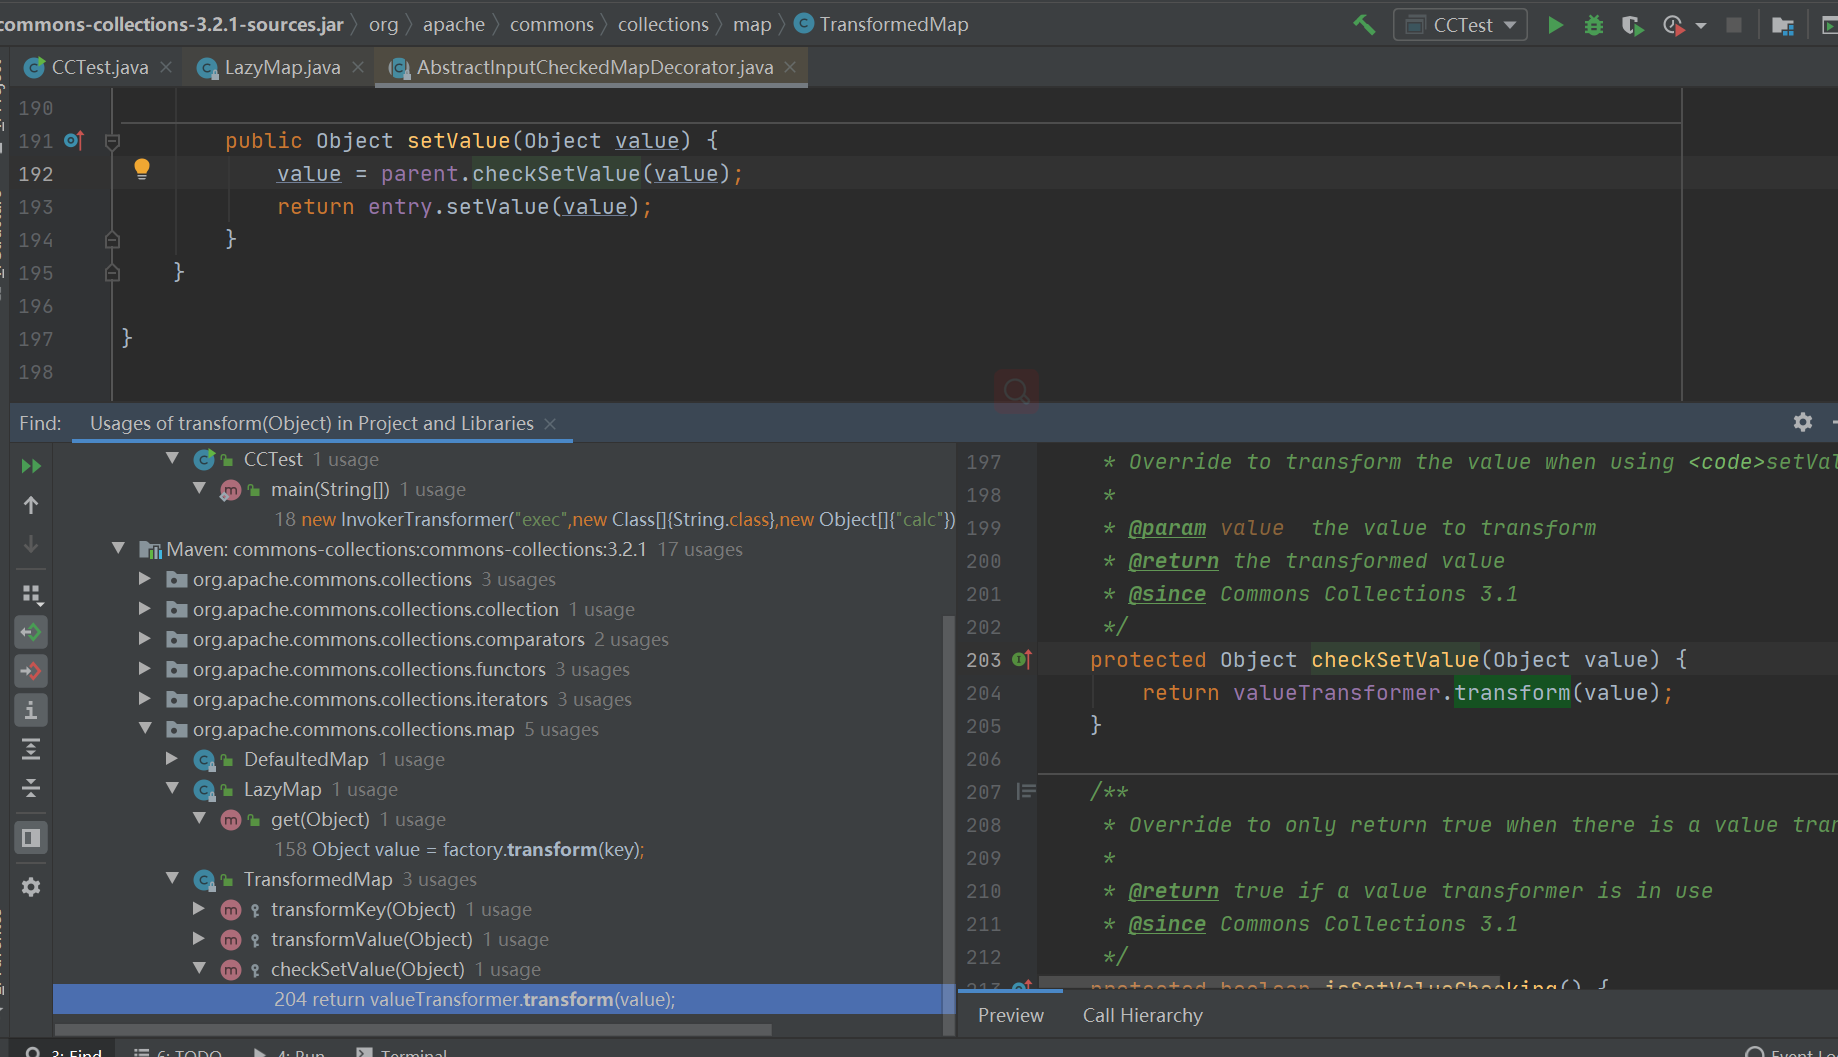 commons-collections-3.2.1-sources.jar org apache commons collections map TransformedMap CCTest
CCTest.java LazyMap.java AbstractInputCheckedMapDecorator.java
190
191 public Object setValue(Object value) {
192 value = parent.checkSetValue(value);
193 return entry.setValue(value);
194 }
195 }
196
197 }
198
Find: Usages of transform(Object) in Project and Libraries
CCTest 1 usage
main(String[]) 1 usage
18 new InvokerTransformer("exec",new Class[]{String.class},new Object[]{"calc"})
Maven: commons-collections:commons-collections:3.2.1 17 usages
org.apache.commons.collections 3 usages
org.apache.commons.collections.collection 1 usage
org.apache.commons.collections.comparators 2 usages
org.apache.commons.collections.functors 3 usages
org.apache.commons.collections.iterators 3 usages
org.apache.commons.collections.map 5 usages
DefaultedMap 1 usage
LazyMap 1 usage
get(Object) 1 usage
158 Object value = factory.transform(key);
TransformedMap 3 usages
transformKey(Object) 1 usage
transformValue(Object) 1 usage
checkSetValue(Object) 1 usage
204 return valueTransformer.transform(value);
197 * Override to transform the value when using <code>setVal
198 *
199 * @param value the value to transform
200 * @return the transformed value
201 * @since Commons Collections 3.1
202 */
203 protected Object checkSetValue(Object value) {
204 return valueTransformer.transform(value);
205 }
206
207 /**
208 * Override to only return true when there is a value tran
209 *
210 * @return true if a value transformer is in use
211 * @since Commons Collections 3.1
212 */
213 protected boolean isSetValueChecking() {
Preview Call Hierarchy
3: Find 6: TODO 4: Run Terminal Event Lo